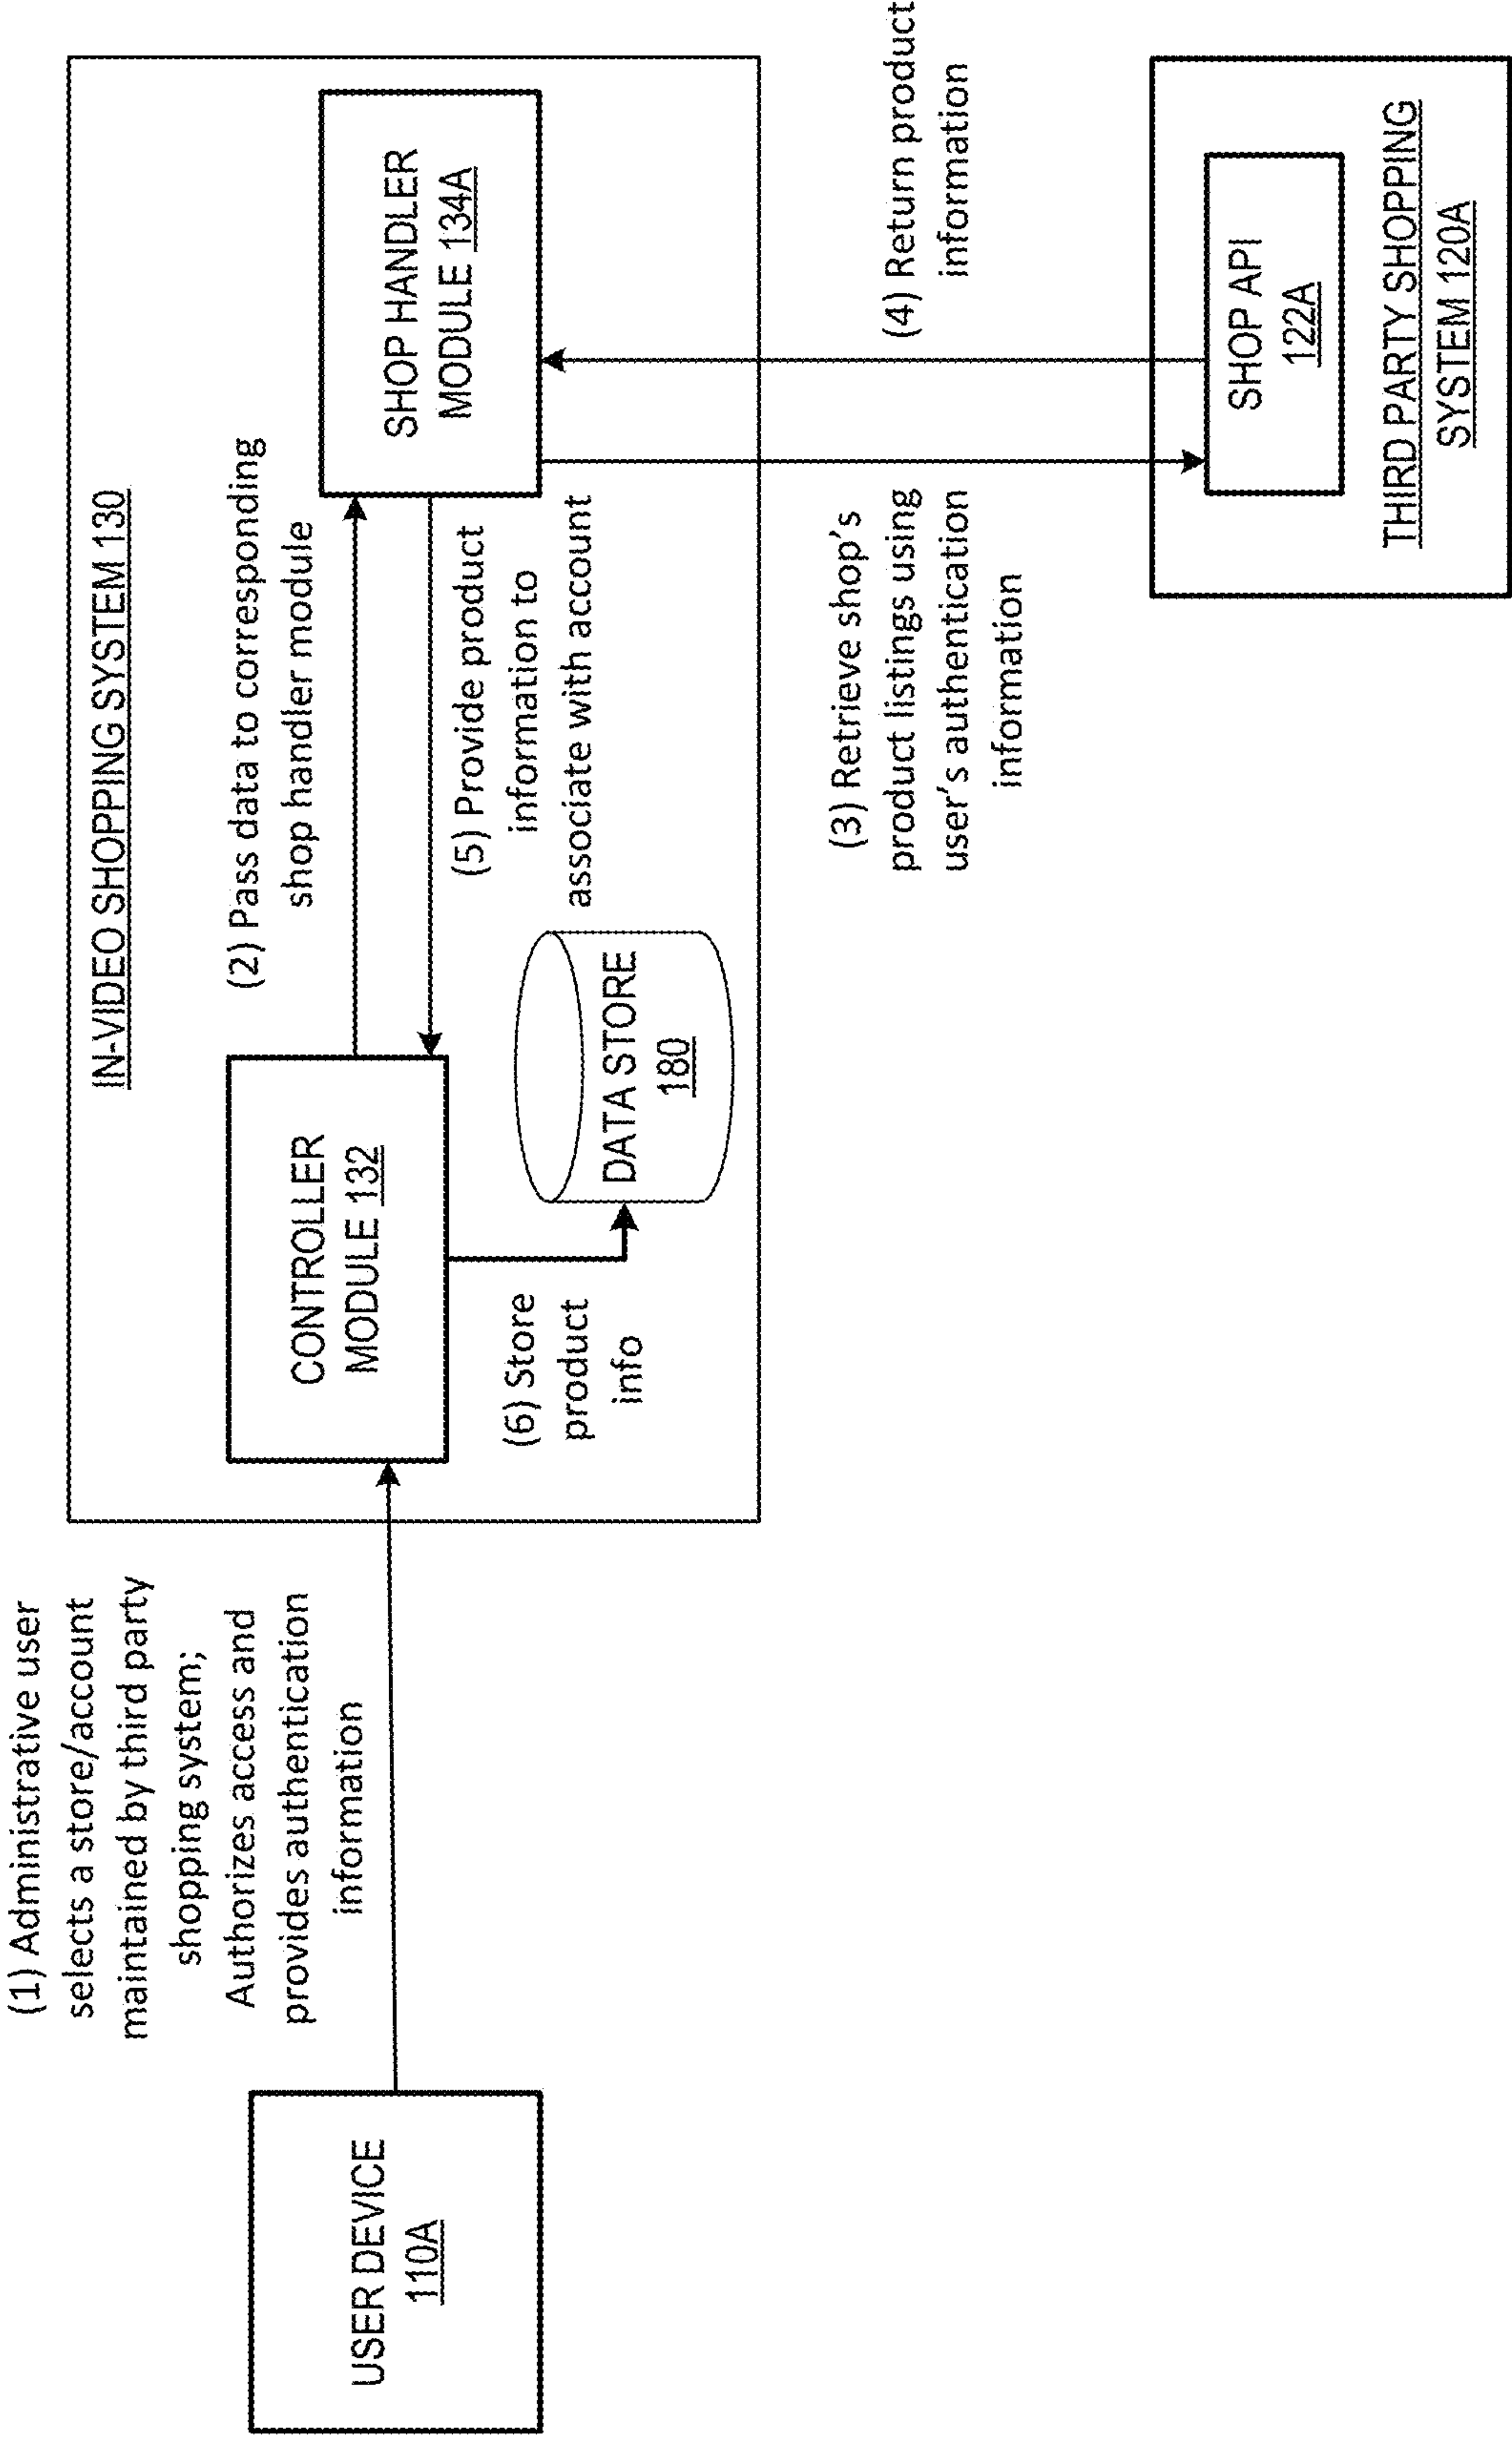 (1) Administrative user
selects a store/account
maintained by third party
shopping system;
Authorizes access and
provides authentication
information
USER DEVICE
110A
IN-VIDEO SHOPPING SYSTEM 130
CONTROLLER
MODULE 132
(2) Pass data to corresponding
shop handler module
SHOP HANDLER
MODULE 134A
(5) Provide product
information to
associate with account
(6) Store
product
info
DATA STORE
180
(3) Retrieve shop's
product listings using
user's authentication
information
(4) Return product
information
SHOP API
122A
THIRD PARTY SHOPPING
SYSTEM 120A